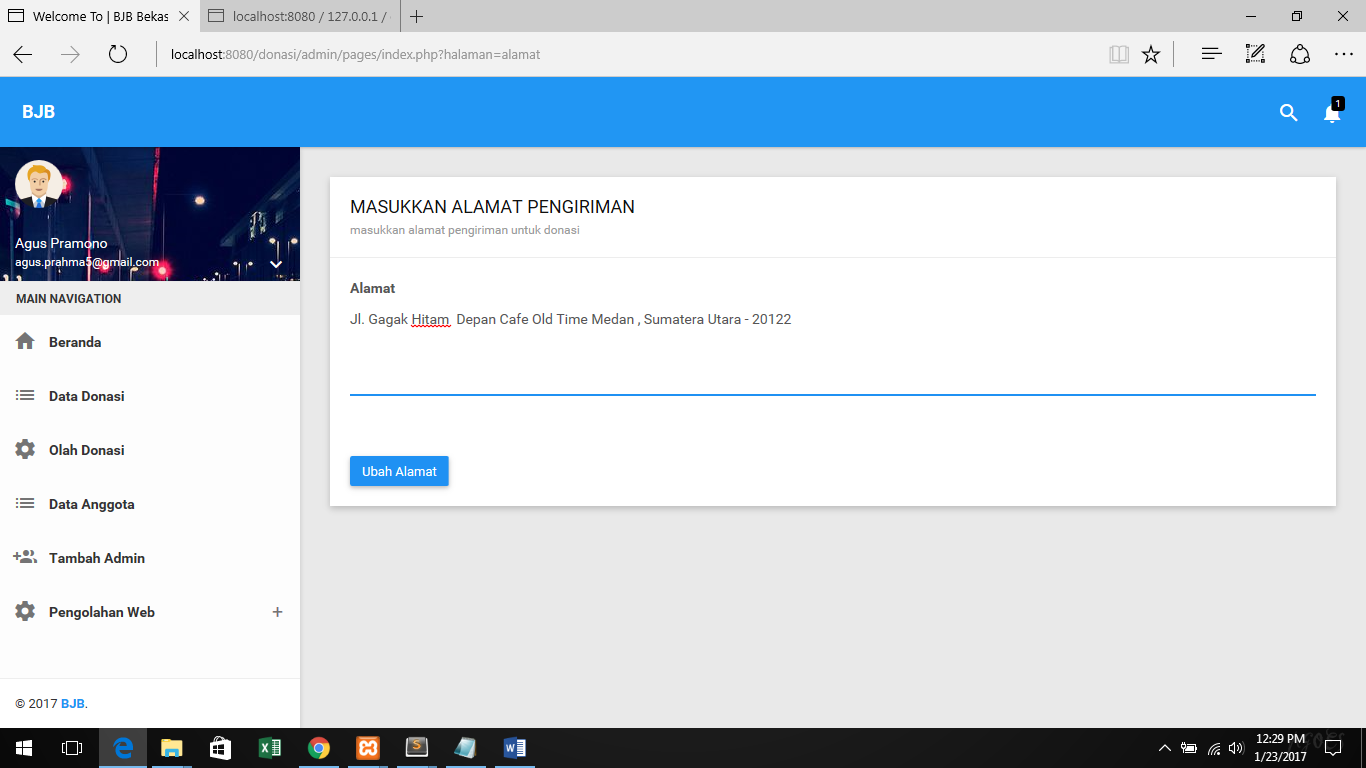 Welcome To | BJB Bekas
localhost:8080 / 127.0.0.1 /
localhost:8080/donasi/admin/pages/index.php?halaman=alamat
BJB
1
Agus Pramono
agus.prahma5@gmail.com
MAIN NAVIGATION
Beranda
Data Donasi
Olah Donasi
Data Anggota
Tambah Admin
Pengolahan Web
© 2017 BJB.
MASUKKAN ALAMAT PENGIRIMAN
masukkan alamat pengiriman untuk donasi
Alamat
Jl. Gagak Hitam  Depan Cafe Old Time Medan , Sumatera Utara - 20122
Ubah Alamat
12:29 PM
1/23/2017